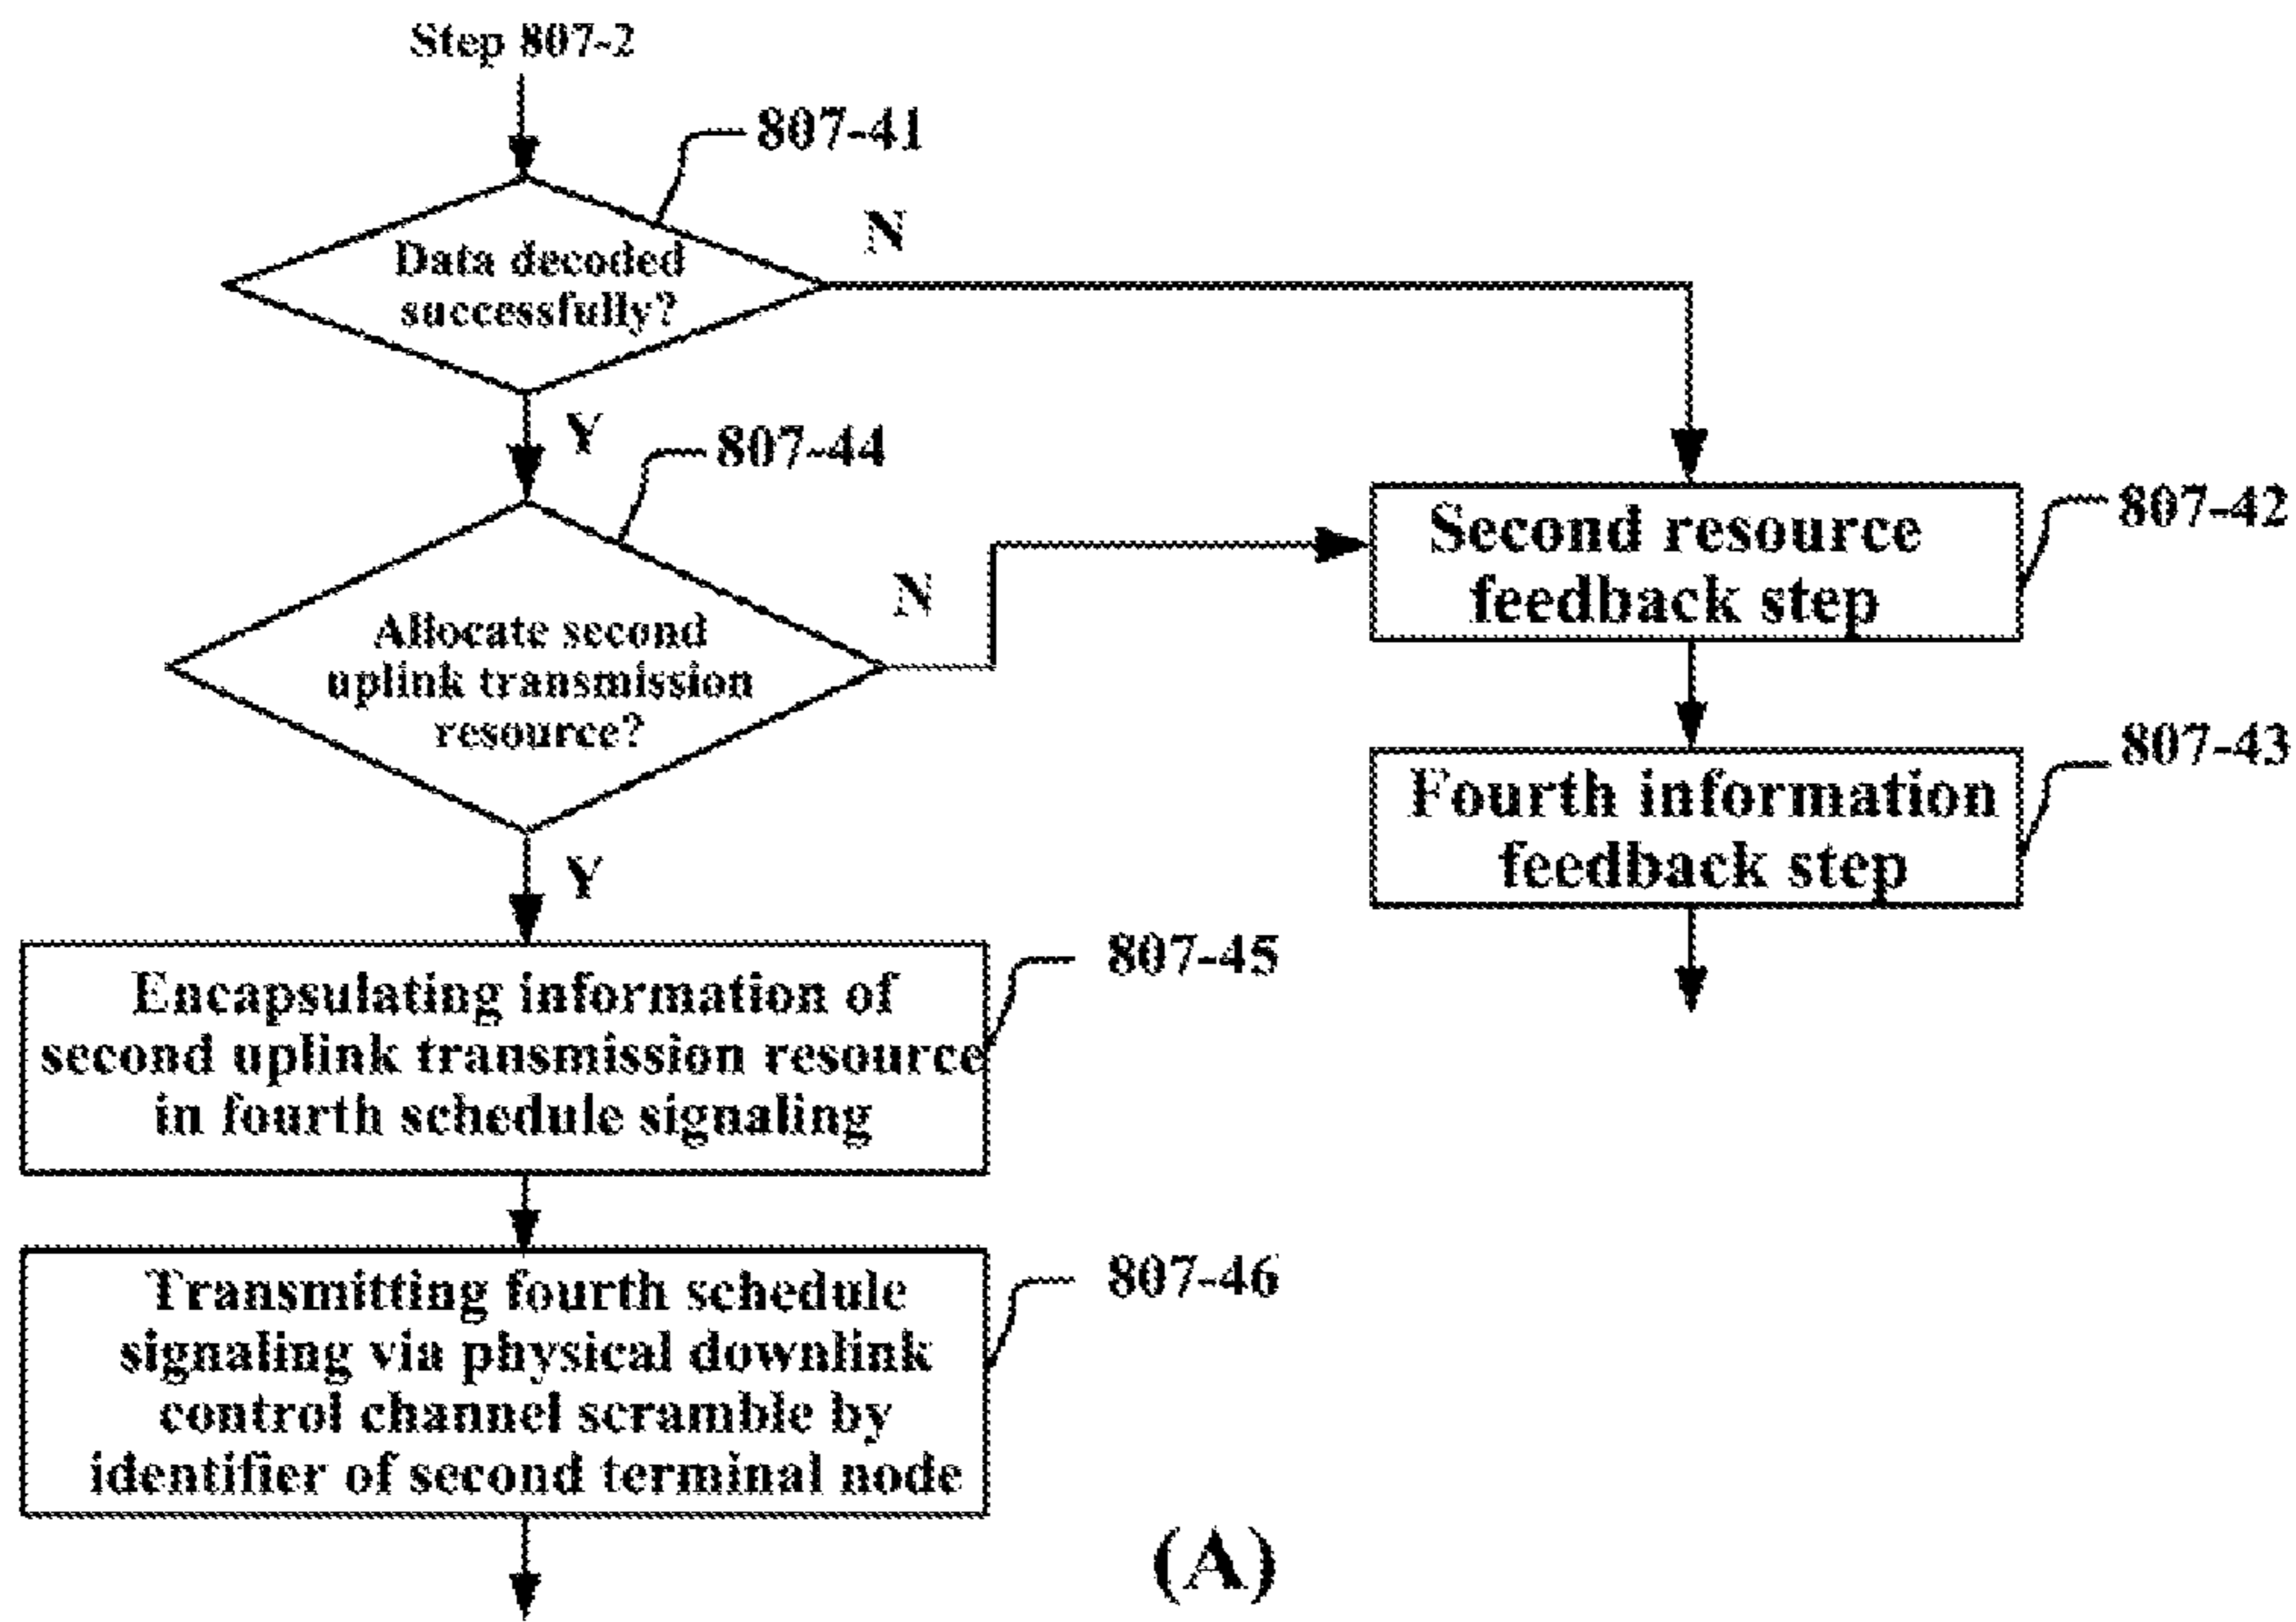 Step 807-2
807-41
N
Data decoded
successfully?
Y
807-44
807-42
Second resource
feedback step
N
Allocate second
uplink transmission
resource?
807-43
Fourth information
feedback step
Y
807-45
Encapsulating information of
second uplink transmission resource
in fourth schedule signaling
807-46
Transmitting fourth schedule
signaling via physical downlink
control channel scramble by
identifier of second terminal node
(A)